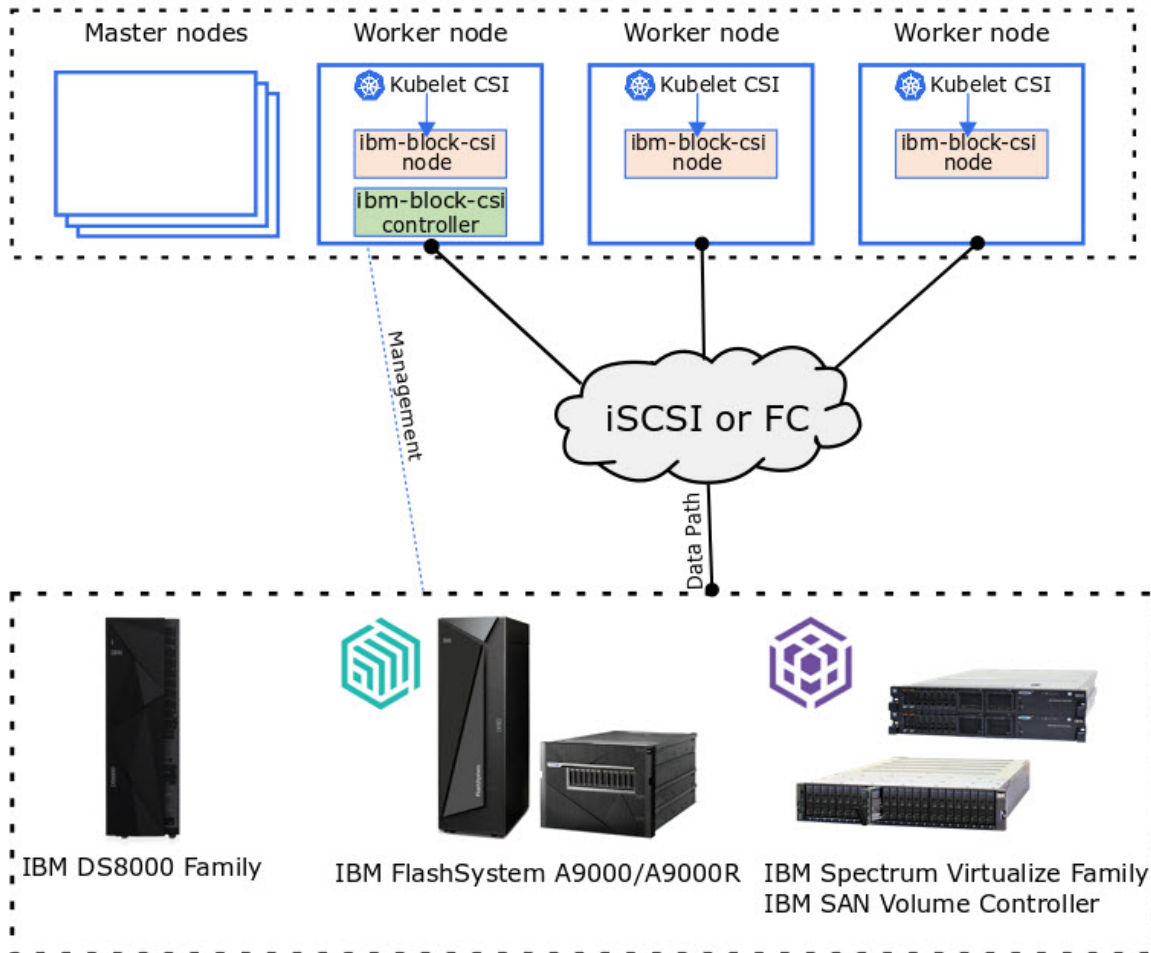 Master nodes
Worker node
Worker node
Worker node
Kubelet CSI
Kubelet CSI
Kubelet CSI
ibm-block-csi
node
ibm-block-csi
node
ibm-block-csi
node
ibm-block-csi
controller
Management
iSCSI or FC
Data Path
FlashSystem
IBM DS8000 Family
IBM FlashSystem A9000/A9000R
IBM Spectrum Virtualize Family
IBM SAN Volume Controller